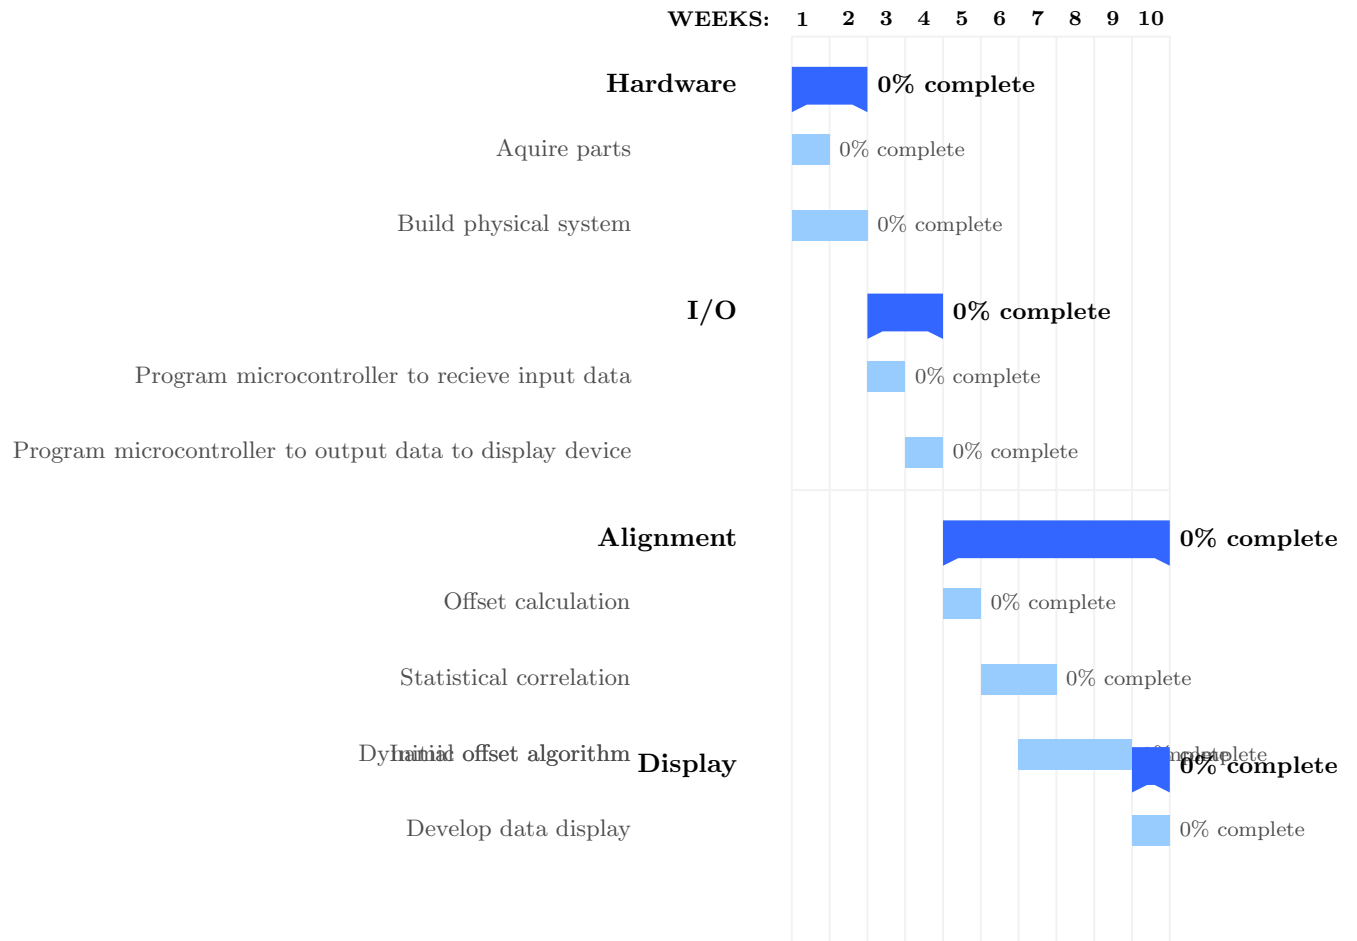 WEEKS: 1 2 3 4 5 6 7 8 9 10
Hardware 0% complete
Aquire parts 0% complete
Build physical system 0% complete
I/O 0% complete
Program microcontroller to recieve input data 0% complete
Program microcontroller to output data to display device 0% complete
Alignment 0% complete
Offset calculation 0% complete
Statistical correlation 0% complete
offset algorithm
Display 0% complete
Develop data display 0% complete